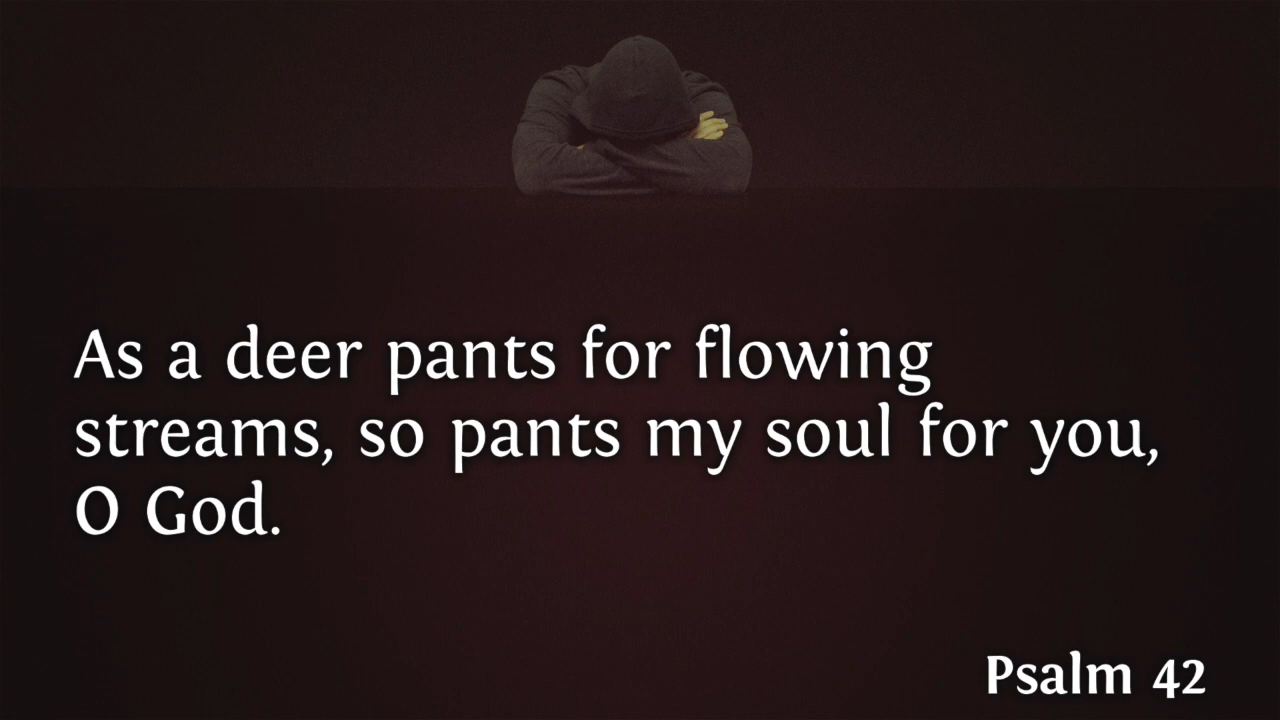 As a deer pants for flowing
streams, so pants my soul for you,
O God.
Psalm 42